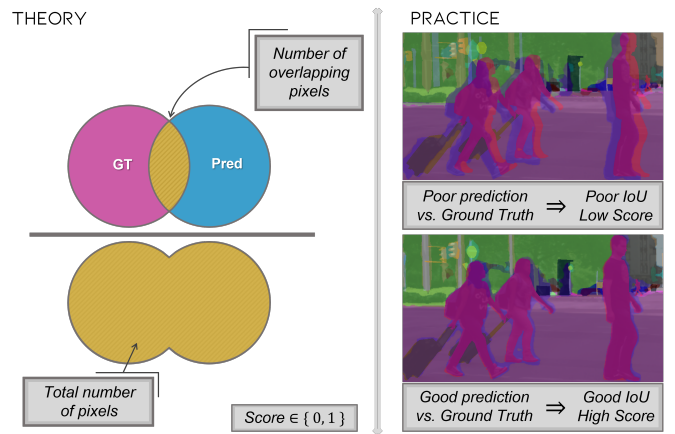 THEORY
Number of
overlapping
pixels
GT
Pred
Total number
of pixels
Score ∈ { 0, 1 }
PRACTICE
Poor prediction
vs. Ground Truth
⇒
Poor IoU
Low Score
Good prediction
vs. Ground Truth
⇒
Good IoU
High Score